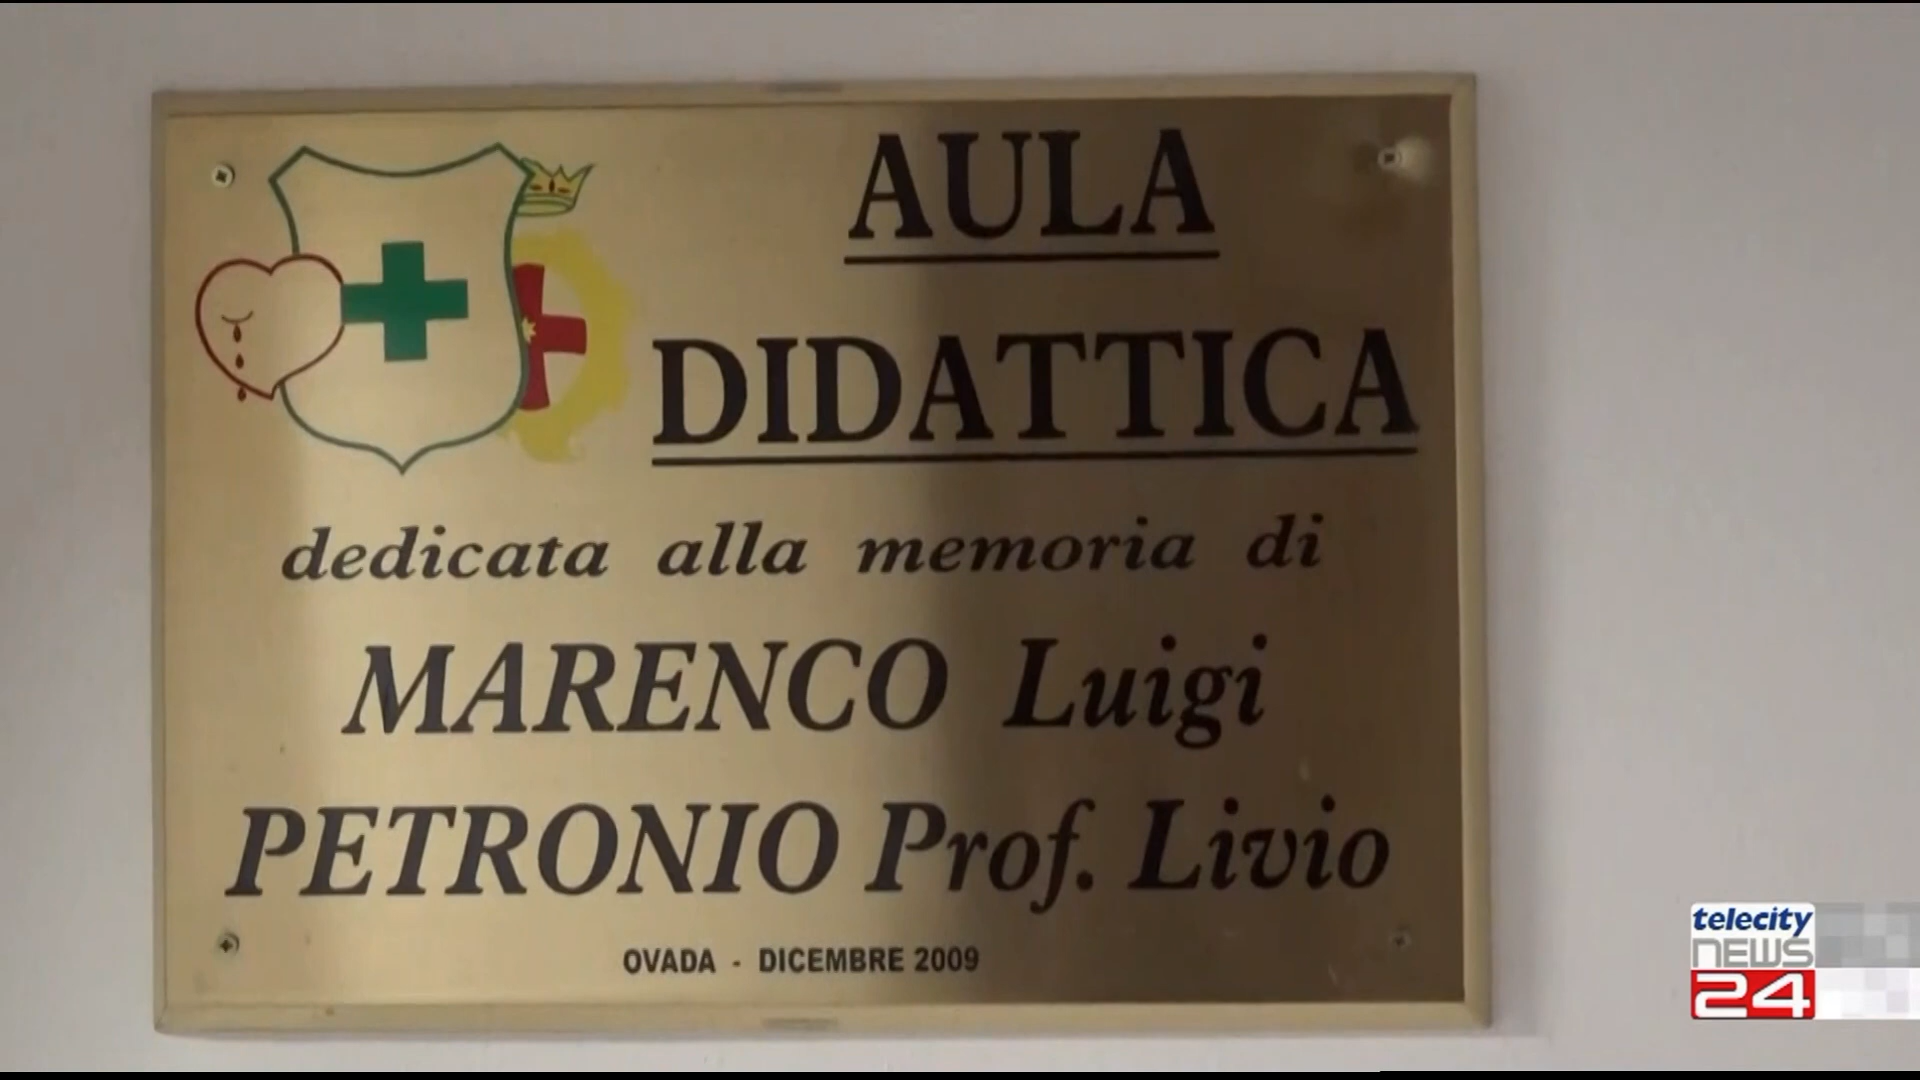 AULA
DIDATTICA
dedicata alla memoria di
MARENCO Luigi
PETRONIO Prof. Livio
OVADA - DICEMBRE 2009
telecity
NEWS
24